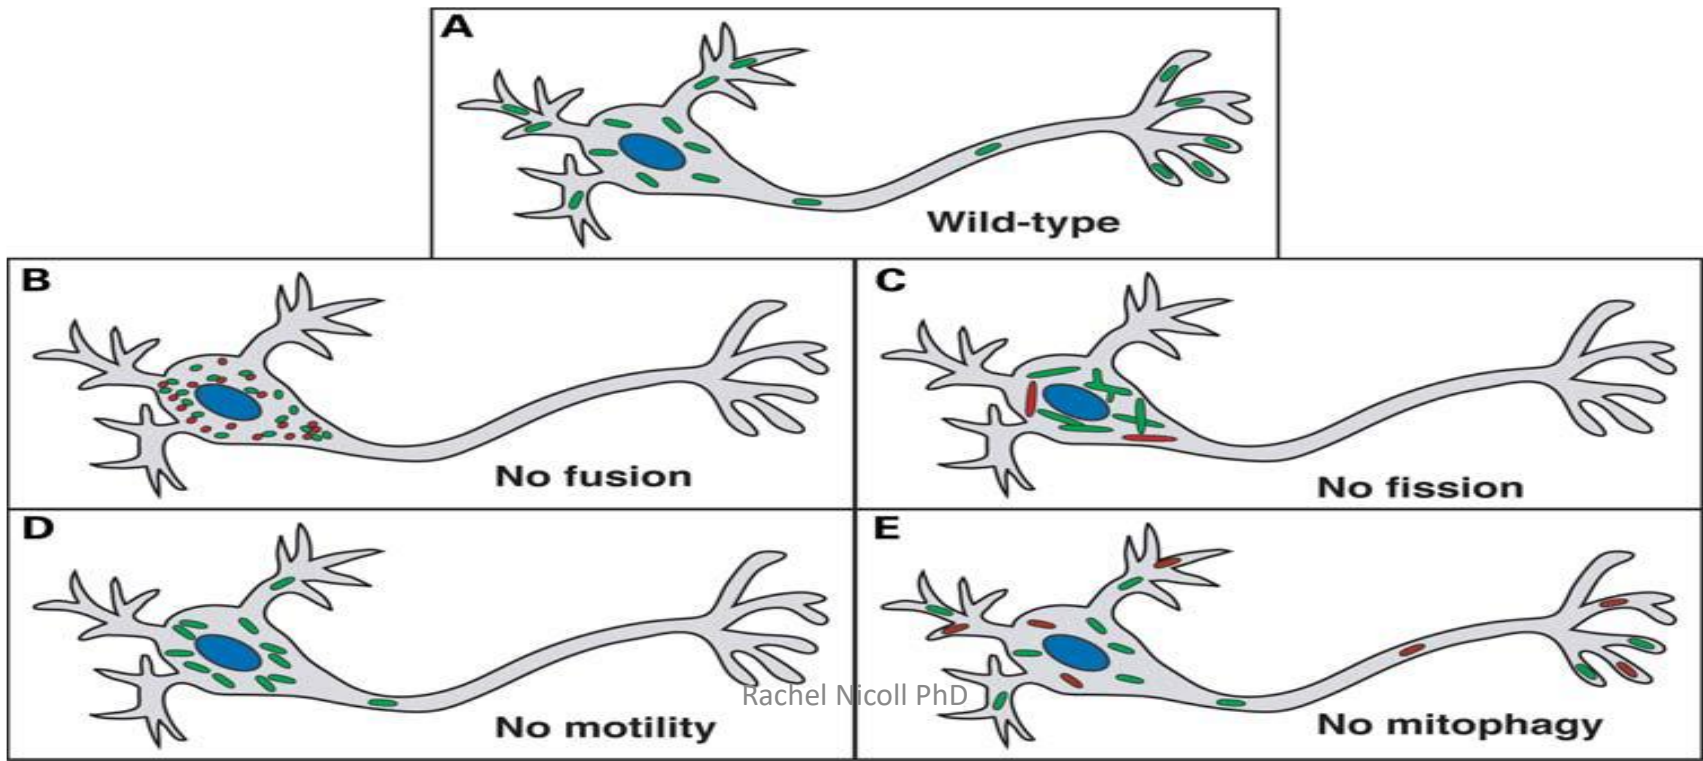 A
Wild-type
B
No fusion
C
No fission
D
No motility
E
No mitophagy
Rachel Nicoll PhD